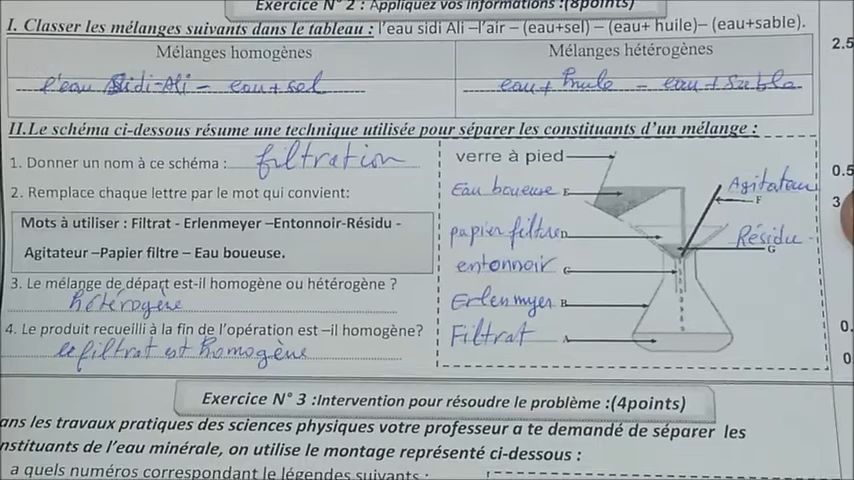 Exercice N° 2 : Appliquez vos informations :(8points)
I. Classer les mélanges suivants dans le tableau : l'eau sidi Ali –l'air – (eau+sel) – (eau+ huile)– (eau+sable).
2.5
Mélanges homogènes
Mélanges hétérogènes
l'eau Sidi-Ali – eau+sel
eau+ huile – eau+sable
II.Le schéma ci-dessous résume une technique utilisée pour séparer les constituants d'un mélange :
1. Donner un nom à ce schéma : filtration
0.5
2. Remplace chaque lettre par le mot qui convient:
3
Mots à utiliser : Filtrat - Erlenmeyer –Entonnoir-Résidu -
Agitateur –Papier filtre – Eau boueuse.
3. Le mélange de départ est-il homogène ou hétérogène ?
hétérogène
4. Le produit recueilli à la fin de l'opération est –il homogène?
0.
le filtrat est homogène
0
verre à pied
Eau boueuse E
Agitateur F
papier filtre D
Résidu G
entonnoir C
Erlenmyer B
Filtrat A
Exercice N° 3 :Intervention pour résoudre le problème :(4points)
ans les travaux pratiques des sciences physiques votre professeur a te demandé de séparer les
nstituants de l'eau minérale, on utilise le montage représenté ci-dessous :
a quels numéros correspondant le légendes suivants :